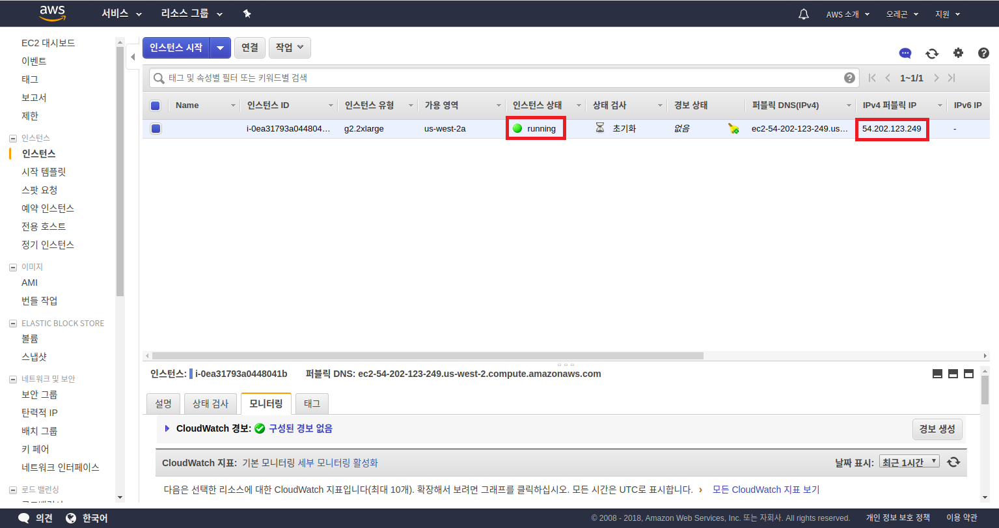 aws 서비스 리소스 그룹 AWS 소개 오레곤 지원
EC2 대시보드
이벤트
태그
보고서
제한
인스턴스
인스턴스
시작 템플릿
스팟 요청
예약 인스턴스
전용 호스트
정기 인스턴스
이미지
AMI
번들 작업
ELASTIC BLOCK STORE
볼륨
스냅샷
네트워크 및 보안
보안 그룹
탄력적 IP
배치 그룹
키 페어
네트워크 인터페이스
로드 밸런싱
인스턴스 시작 연결 작업
태그 및 속성별 필터 또는 키워드별 검색 1~1/1
Name 인스턴스 ID 인스턴스 유형 가용 영역 인스턴스 상태 상태 검사 경보 상태 퍼블릭 DNS(IPv4) IPv4 퍼블릭 IP IPv6 IP
i-0ea31793a044804… g2.2xlarge us-west-2a running 초기화 없음 ec2-54-202-123-249.us… 54.202.123.249 -
인스턴스: i-0ea31793a0448041b 퍼블릭 DNS: ec2-54-202-123-249.us-west-2.compute.amazonaws.com
설명 상태 검사 모니터링 태그
CloudWatch 경보: 구성된 경보 없음 경보 생성
CloudWatch 지표: 기본 모니터링 세부 모니터링 활성화 날짜 표시: 최근 1시간
다음은 선택한 리소스에 대한 CloudWatch 지표입니다(최대 10개). 확장해서 보려면 그래프를 클릭하십시오. 모든 시간은 UTC로 표시합니다. › 모든 CloudWatch 지표 보기
의견 한국어 © 2008 - 2018, Amazon Web Services, Inc. 또는 자회사. All rights reserved. 개인 정보 보호 정책 이용 약관